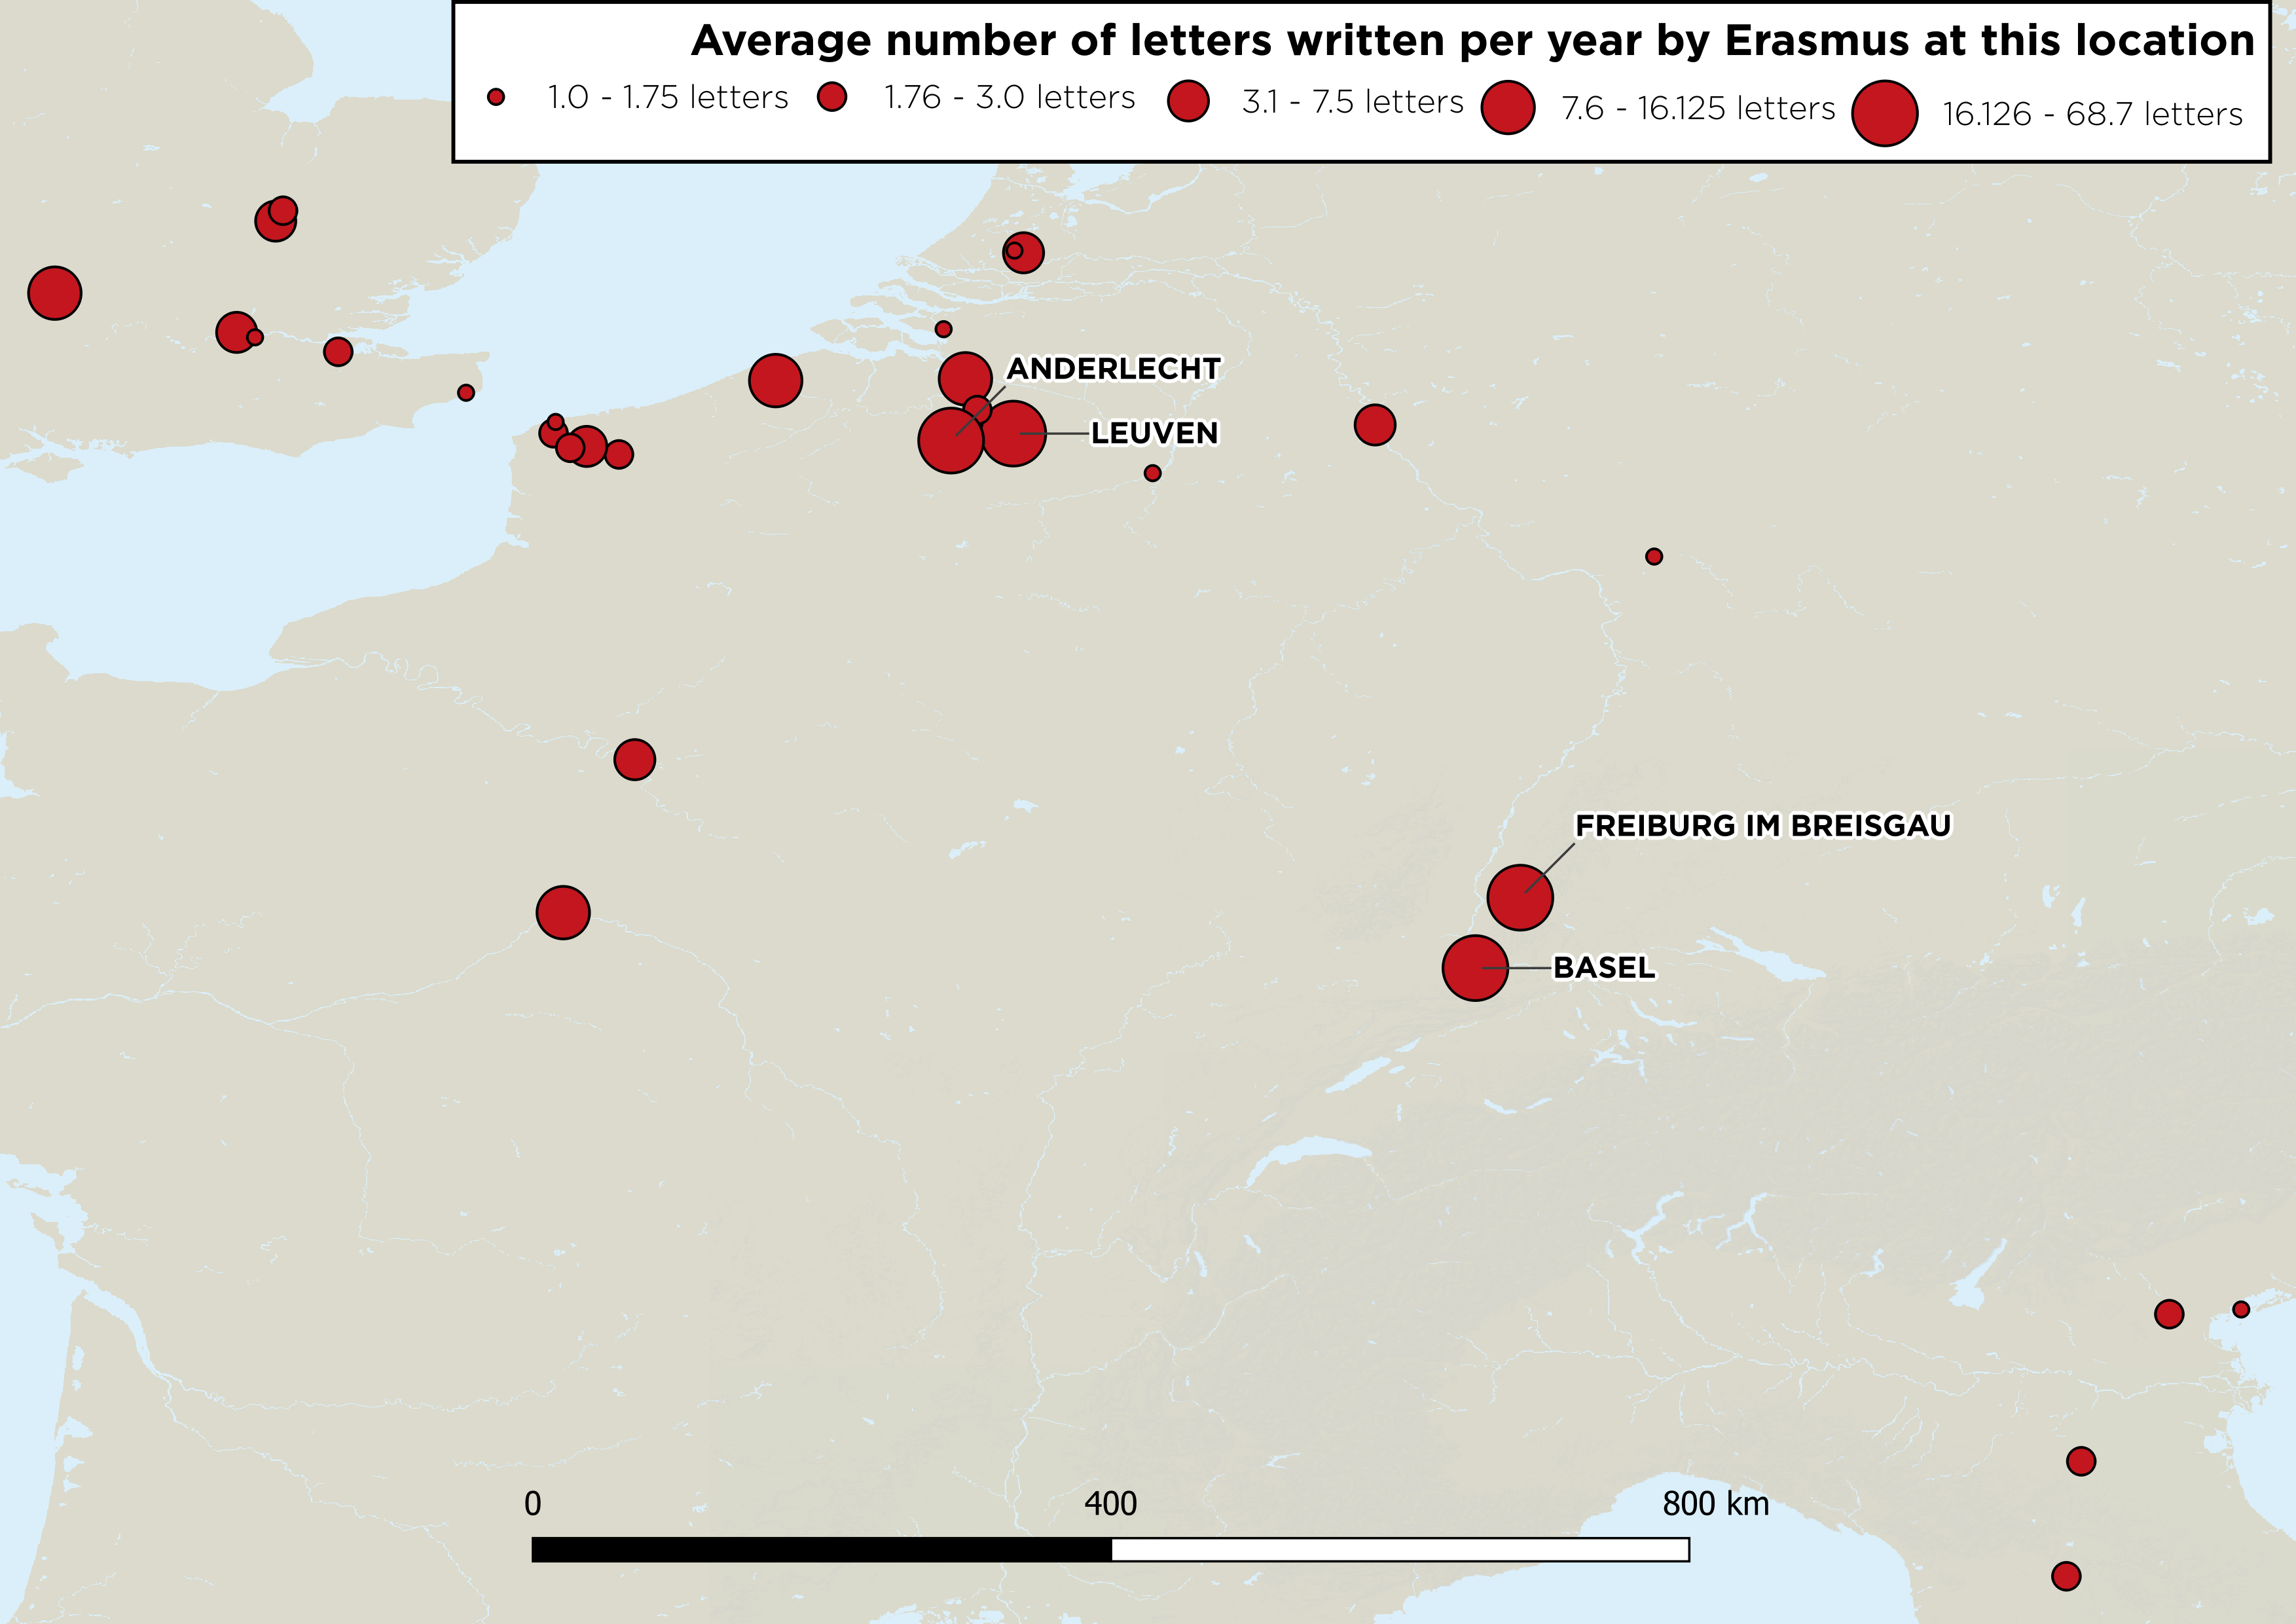 Average number of letters written per year by Erasmus at this location
1.0 - 1.75 letters 1.76 - 3.0 letters 3.1 - 7.5 letters 7.6 - 16.125 letters 16.126 - 68.7 letters
ANDERLECHT
LEUVEN
FREIBURG IM BREISGAU
BASEL
0 400 800 km